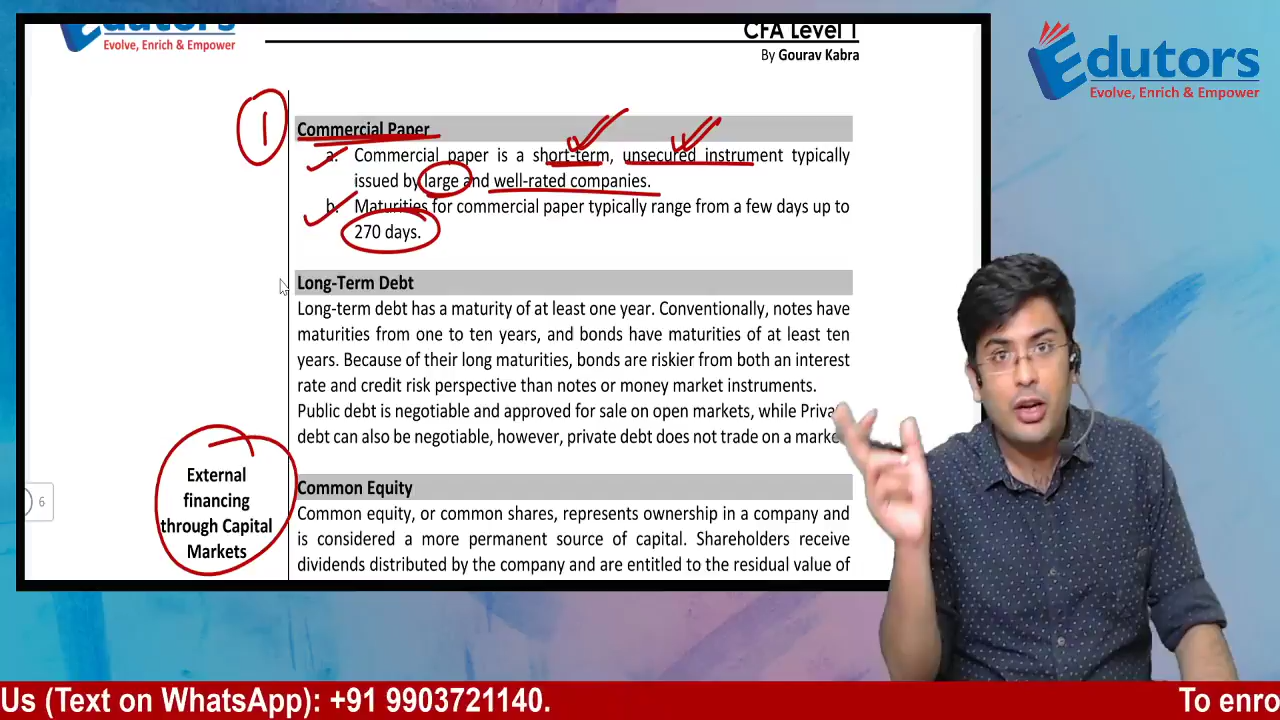 dutors
Evolve, Enrich & Empower
CFA Level 1
By Gourav Kabra
1
Commercial Paper
a. Commercial paper is a short-term, unsecured instrument typically
issued by large and well-rated companies.
b. Maturities for commercial paper typically range from a few days up to
270 days.
Long-Term Debt
Long-term debt has a maturity of at least one year. Conventionally, notes have
maturities from one to ten years, and bonds have maturities of at least ten
years. Because of their long maturities, bonds are riskier from both an interest
rate and credit risk perspective than notes or money market instruments.
Public debt is negotiable and approved for sale on open markets, while Priva
debt can also be negotiable, however, private debt does not trade on a marke
External
financing
through Capital
Markets
Common Equity
Common equity, or common shares, represents ownership in a company and
is considered a more permanent source of capital. Shareholders receive
dividends distributed by the company and are entitled to the residual value of
6
Edutors
Evolve, Enrich & Empower
Us (Text on WhatsApp): +91 9903721140.
To enro